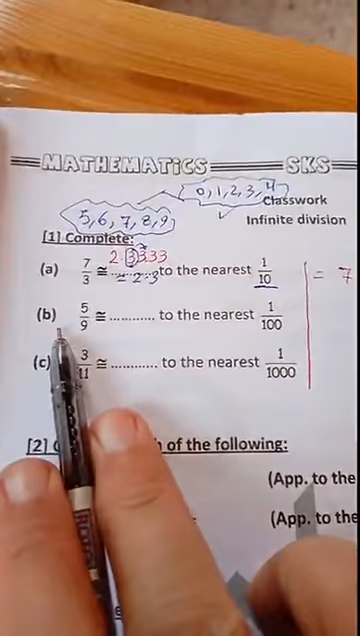 MATHEMATICS SKS
0, 1, 2, 3, 4
Classwork
5, 6, 7, 8, 9
Infinite division
[1] Complete:
2.3333
(a) 7/3 ≅ ............ to the nearest 1/10 = 7
≃ 2.3
(b) 5/9 ≅ ............ to the nearest 1/100
(c) 3/11 ≅ ............ to the nearest 1/1000
[2] of the following:
(App. to the
(App. to the